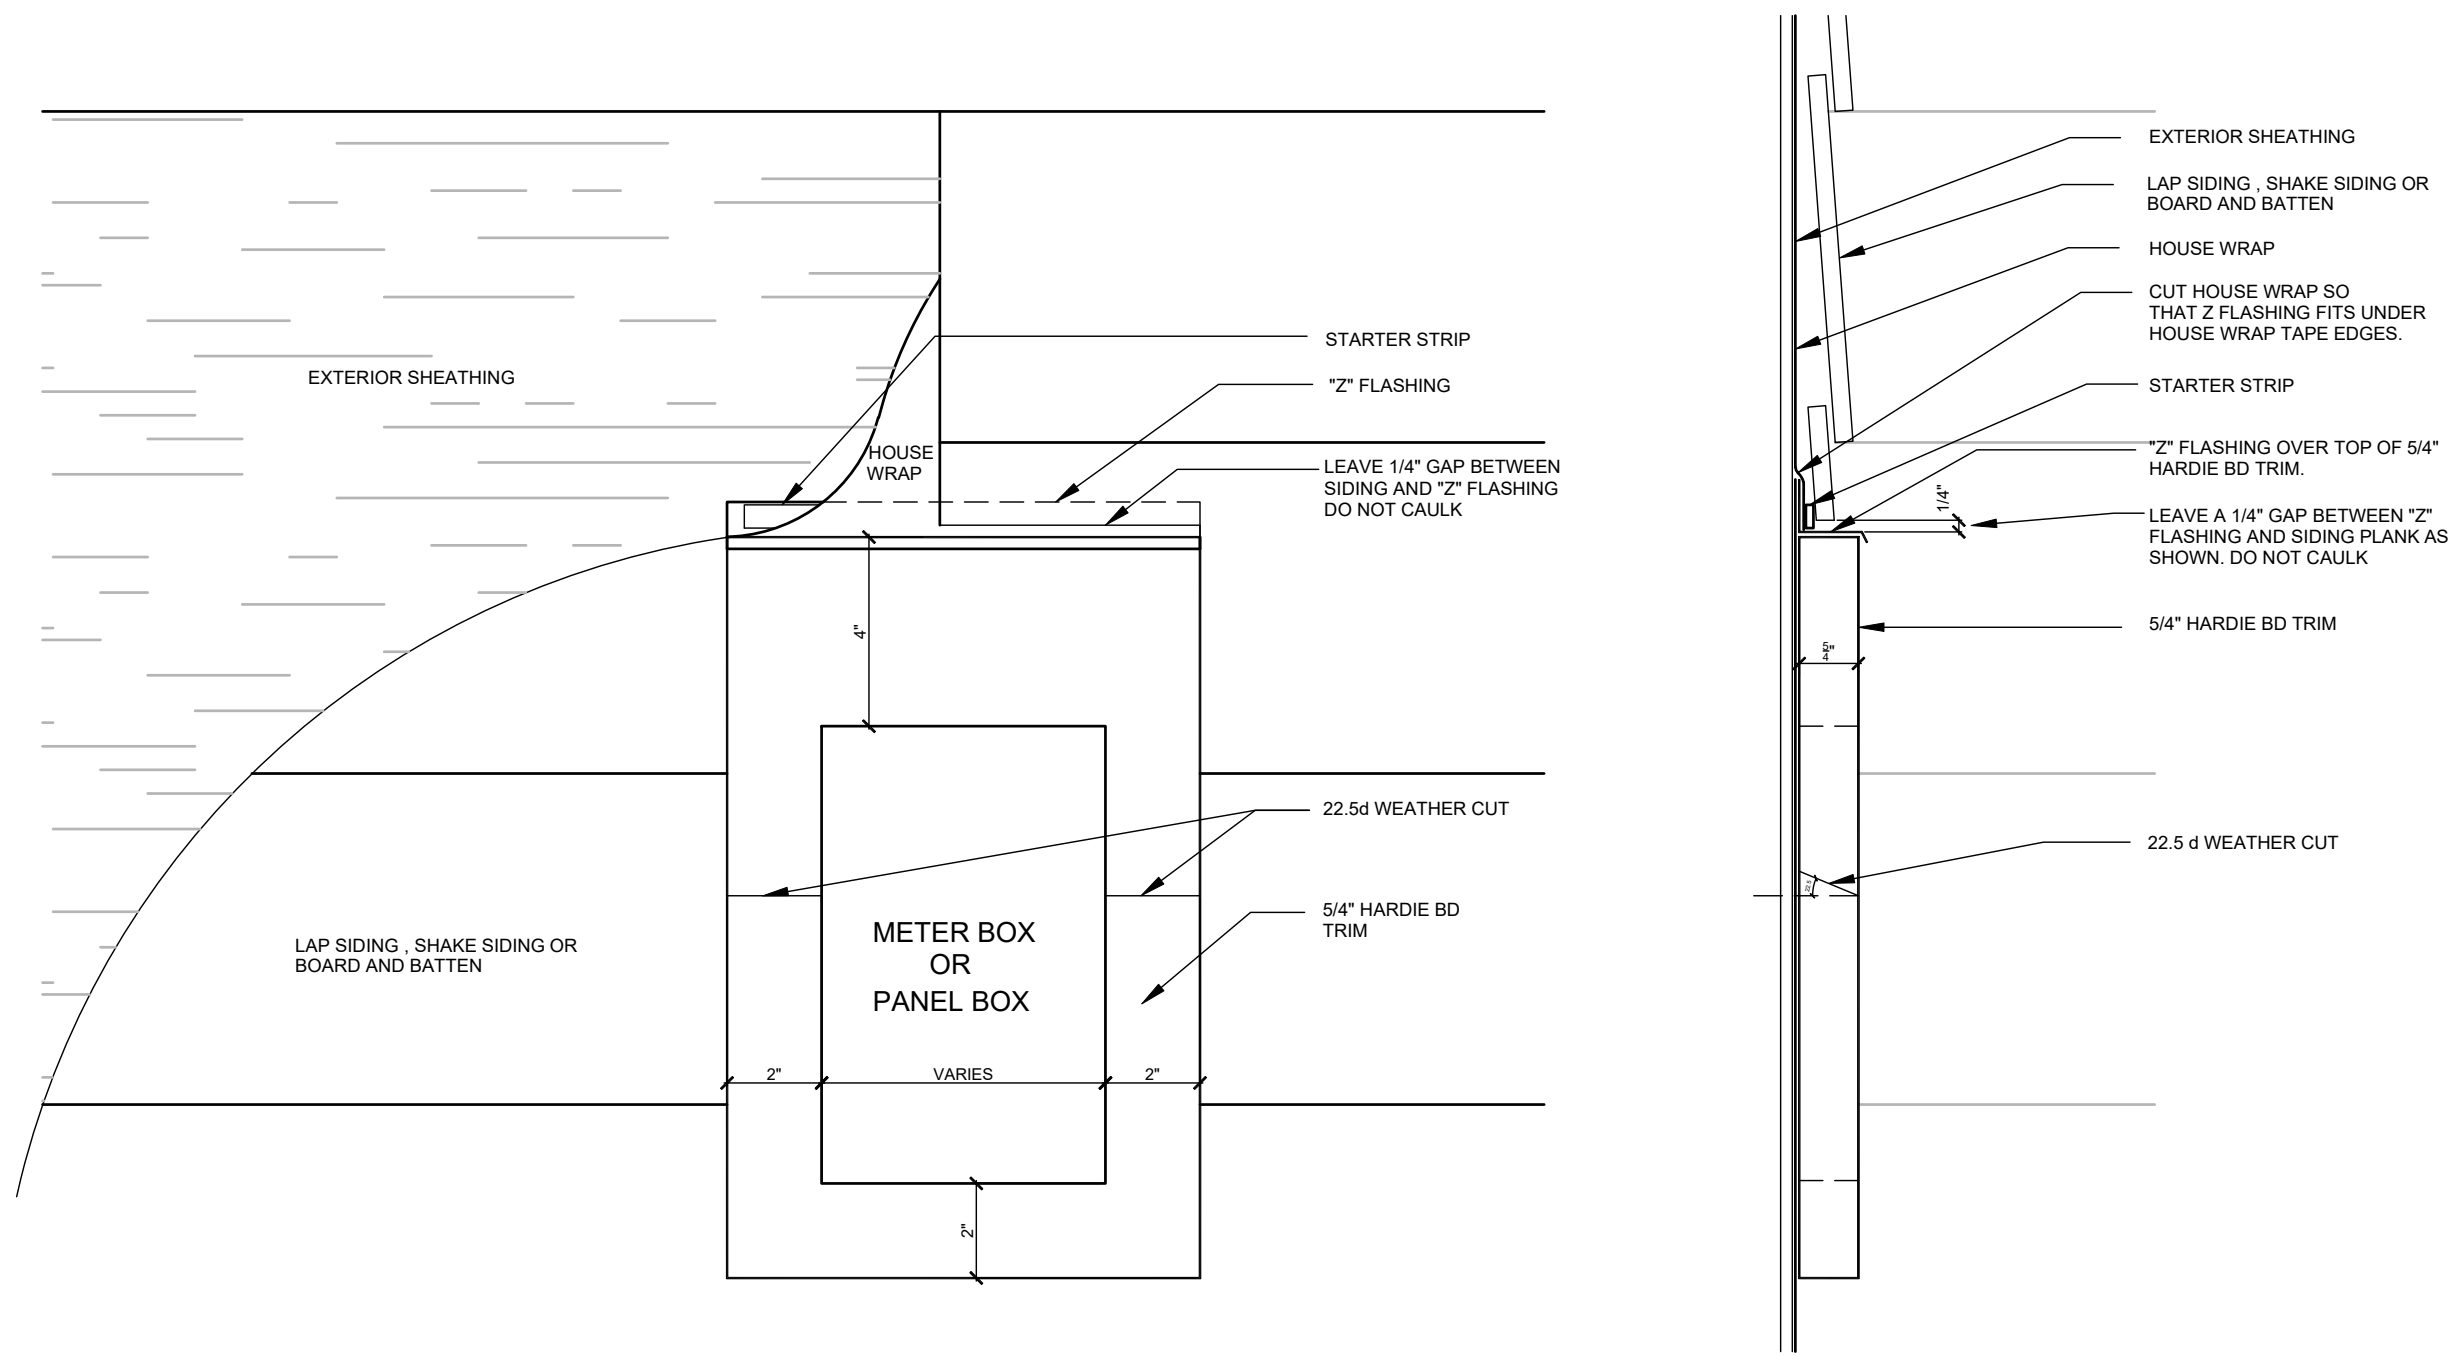 EXTERIOR SHEATHING
HOUSE
WRAP
STARTER STRIP
"Z" FLASHING
LEAVE 1/4" GAP BETWEEN
SIDING AND "Z" FLASHING
DO NOT CAULK
4"
22.5d WEATHER CUT
5/4" HARDIE BD
TRIM
LAP SIDING , SHAKE SIDING OR
BOARD AND BATTEN
METER BOX
OR
PANEL BOX
2"
VARIES
2"
2"
EXTERIOR SHEATHING
LAP SIDING , SHAKE SIDING OR
BOARD AND BATTEN
HOUSE WRAP
CUT HOUSE WRAP SO
THAT Z FLASHING FITS UNDER
HOUSE WRAP TAPE EDGES.
STARTER STRIP
"Z" FLASHING OVER TOP OF 5/4"
HARDIE BD TRIM.
1/4"
LEAVE A 1/4" GAP BETWEEN "Z"
FLASHING AND SIDING PLANK AS
SHOWN. DO NOT CAULK
5/4" HARDIE BD TRIM
5/4"
22.5 d WEATHER CUT
22.5